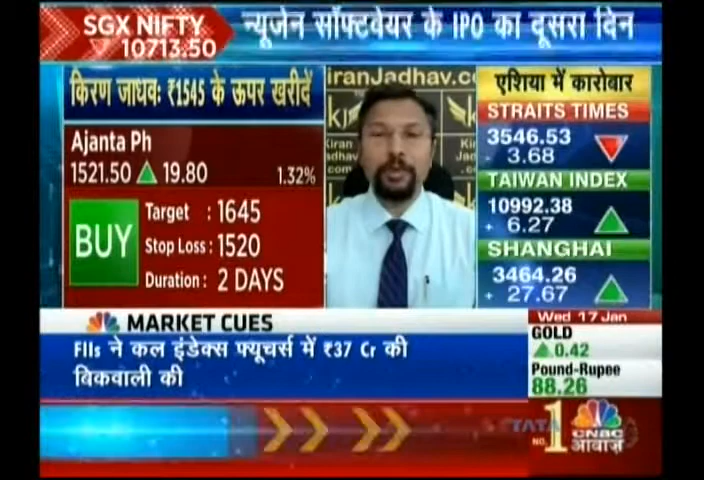 SGX NIFTY
10713.50
न्यूजेन सॉफ्टवेयर के IPO का दूसरा दिन
किरण जाधव: ₹1545 के ऊपर खरीदें
Ajanta Ph
1521.50 19.80 1.32%
BUY
Target : 1645
Stop Loss : 1520
Duration : 2 DAYS
iranJadhav.co
एशिया में कारोबार
STRAITS TIMES
3546.53
- 3.68
TAIWAN INDEX
10992.38
+ 6.27
SHANGHAI
3464.26
+ 27.67
MARKET CUES
FIIs ने कल इंडेक्स फ्यूचर्स में ₹37 Cr की
बिकवाली की
Wed 17 Jan
GOLD
0.42
Pound-Rupee
88.26
TATA
NO. 1
CNBC
आवाज़